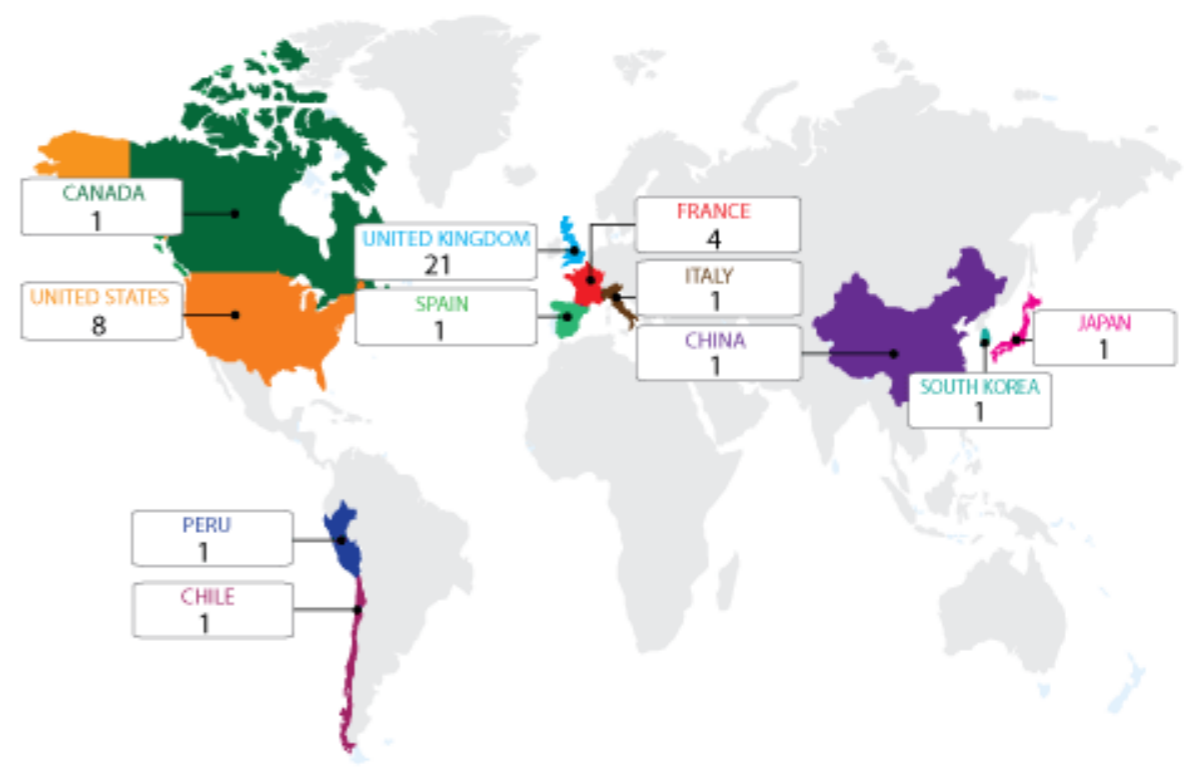 CANADA
1
UNITED STATES
8
UNITED KINGDOM
21
SPAIN
1
FRANCE
4
ITALY
1
CHINA
1
JAPAN
1
SOUTH KOREA
1
PERU
1
CHILE
1